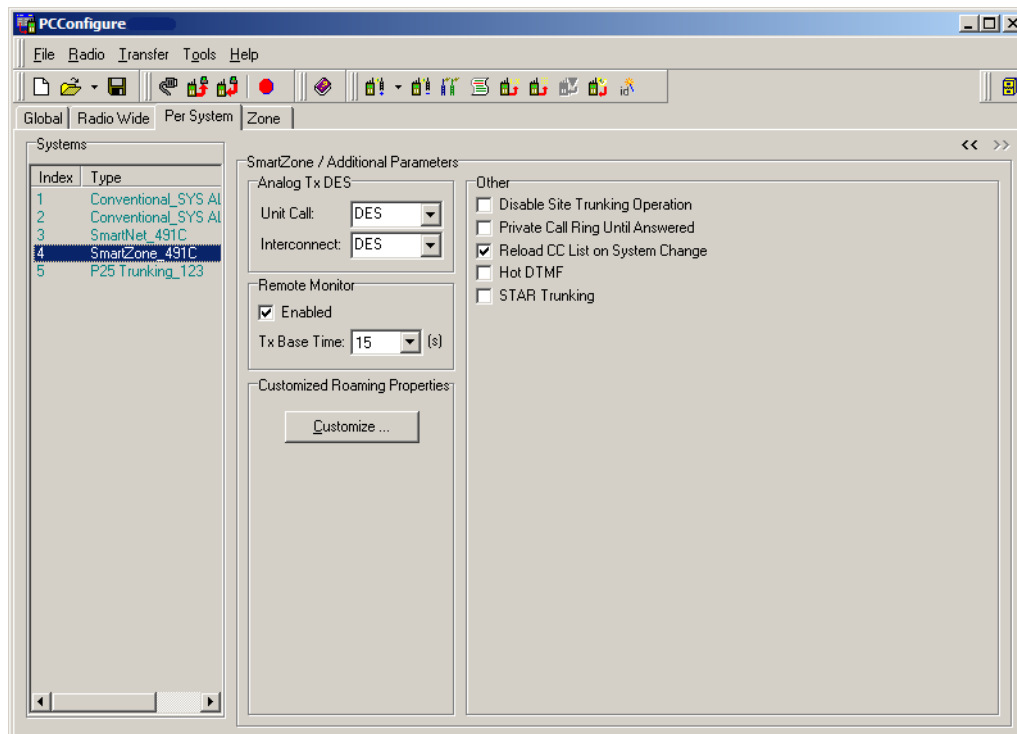 PCConfigure
File Radio Transfer Tools Help
id
Global Radio Wide Per System Zone
Systems
<< >>
SmartZone / Additional Parameters
Index Type
1 Conventional_SYS AL
2 Conventional_SYS AL
3 SmartNet_491C
4 SmartZone_491C
5 P25 Trunking_123
Analog Tx DES
Unit Call: DES
Interconnect: DES
Remote Monitor
Enabled
Tx Base Time: 15 (s)
Customized Roaming Properties
Customize ...
Other
Disable Site Trunking Operation
Private Call Ring Until Answered
Reload CC List on System Change
Hot DTMF
STAR Trunking